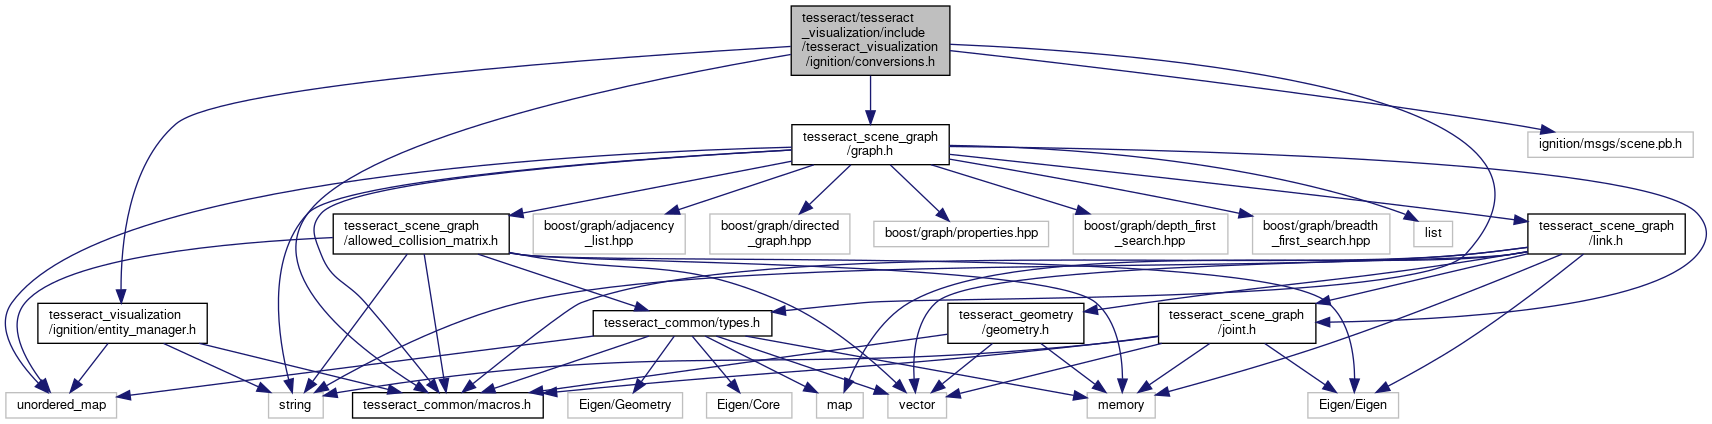 tesseract/tesseract
_visualization/include
/tesseract_visualization
/ignition/conversions.h
tesseract_scene_graph
/graph.h
ignition/msgs/scene.pb.h
tesseract_scene_graph
/allowed_collision_matrix.h
boost/graph/adjacency
_list.hpp
boost/graph/directed
_graph.hpp
boost/graph/properties.hpp
boost/graph/depth_first
_search.hpp
boost/graph/breadth
_first_search.hpp
list
tesseract_scene_graph
/link.h
tesseract_visualization
/ignition/entity_manager.h
tesseract_common/types.h
tesseract_geometry
/geometry.h
tesseract_scene_graph
/joint.h
unordered_map
string
tesseract_common/macros.h
Eigen/Geometry
Eigen/Core
map
vector
memory
Eigen/Eigen